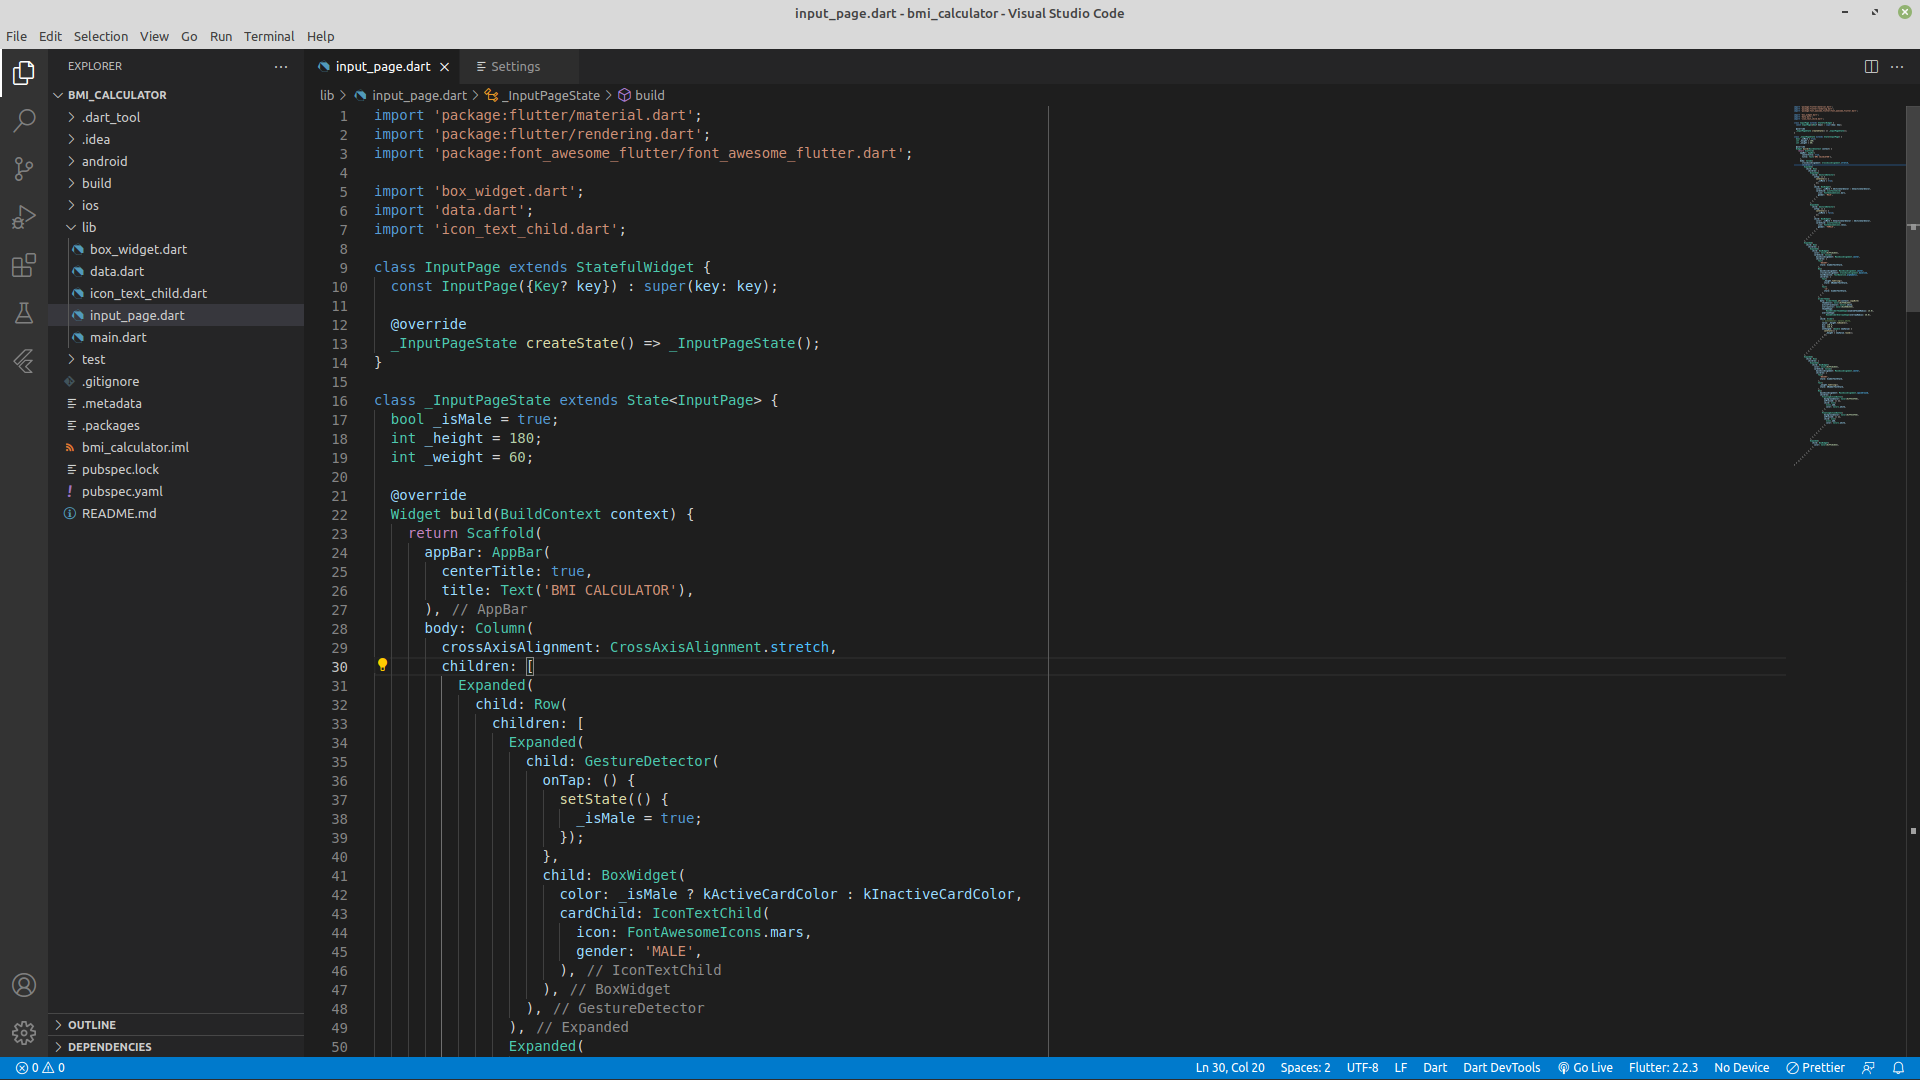 input_page.dart - bmi_calculator - Visual Studio Code
File Edit Selection View Go Run Terminal Help
EXPLORER
BMI_CALCULATOR
.dart_tool
.idea
android
build
ios
lib
box_widget.dart
data.dart
icon_text_child.dart
input_page.dart
main.dart
test
.gitignore
.metadata
.packages
bmi_calculator.iml
pubspec.lock
pubspec.yaml
README.md
OUTLINE
DEPENDENCIES
input_page.dart Settings
lib > input_page.dart > _InputPageState > build
1 import 'package:flutter/material.dart';
2 import 'package:flutter/rendering.dart';
3 import 'package:font_awesome_flutter/font_awesome_flutter.dart';
4
5 import 'box_widget.dart';
6 import 'data.dart';
7 import 'icon_text_child.dart';
8
9 class InputPage extends StatefulWidget {
10 const InputPage({Key? key}) : super(key: key);
11
12 @override
13 _InputPageState createState() => _InputPageState();
14 }
15
16 class _InputPageState extends State<InputPage> {
17 bool _isMale = true;
18 int _height = 180;
19 int _weight = 60;
20
21 @override
22 Widget build(BuildContext context) {
23 return Scaffold(
24 appBar: AppBar(
25 centerTitle: true,
26 title: Text('BMI CALCULATOR'),
27 ), // AppBar
28 body: Column(
29 crossAxisAlignment: CrossAxisAlignment.stretch,
30 children: [
31 Expanded(
32 child: Row(
33 children: [
34 Expanded(
35 child: GestureDetector(
36 onTap: () {
37 setState(() {
38 _isMale = true;
39 });
40 },
41 child: BoxWidget(
42 color: _isMale ? kActiveCardColor : kInactiveCardColor,
43 cardChild: IconTextChild(
44 icon: FontAwesomeIcons.mars,
45 gender: 'MALE',
46 ), // IconTextChild
47 ), // BoxWidget
48 ), // GestureDetector
49 ), // Expanded
50 Expanded(
0 0 Ln 30, Col 20 Spaces: 2 UTF-8 LF Dart Dart DevTools Go Live Flutter: 2.2.3 No Device Prettier